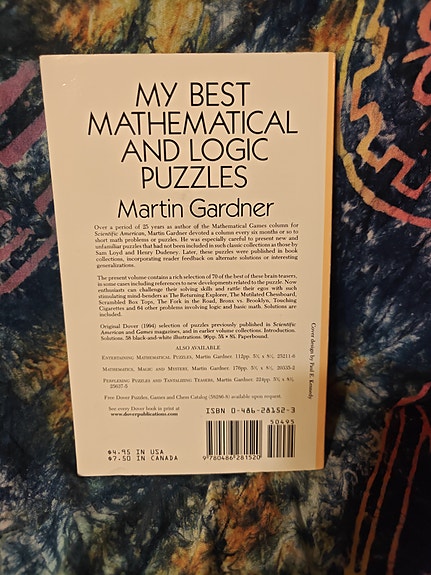 MY BEST
MATHEMATICAL
AND LOGIC
PUZZLES
Martin Gardner
Over a period of 25 years as author of the Mathematical Games column for
Scientific American, Martin Gardner devoted a column every six months or so to
short math problems or puzzles. He was especially careful to present new and
unfamiliar puzzles that had not been included in such classic collections as those by
Sam Loyd and Henry Dudeney. Later, these puzzles were published in book
collections, incorporating reader feedback on alternate solutions or interesting
generalizations.
The present volume contains a rich selection of 70 of the best of these brain teasers,
in some cases including references to new developments related to the puzzle. Now
enthusiasts can challenge their solving skills and rattle their egos with such
stimulating mind-benders as The Returning Explorer, The Mutilated Chessboard,
Scrambled Box Tops, The Fork in the Road, Bronx vs. Brooklyn, Touching
Cigarettes and 64 other problems involving logic and basic math. Solutions are
included.
Original Dover (1994) selection of puzzles previously published in Scientific
American and Games magazines, and in earlier volume collections. Introduction.
Solutions. 58 black-and-white illustrations. 96pp. 5⅜ x 8½. Paperbound.
ALSO AVAILABLE
ENTERTAINING MATHEMATICAL PUZZLES, Martin Gardner. 112pp. 5⅜ x 8½. 25211-6
MATHEMATICS, MAGIC AND MYSTERY, Martin Gardner. 176pp. 5⅜ x 8½. 20335-2
PERPLEXING PUZZLES AND TANTALIZING TEASERS, Martin Gardner. 224pp. 5⅜ x 8½.
25637-5
Free Dover Puzzles, Games and Chess Catalog (58286-8) available upon request.
See every Dover book in print at
www.doverpublications.com
ISBN 0-486-28152-3
50495
$4.95 IN USA
$7.50 IN CANADA
9 780486 281520
Cover design by Paul E. Kennedy